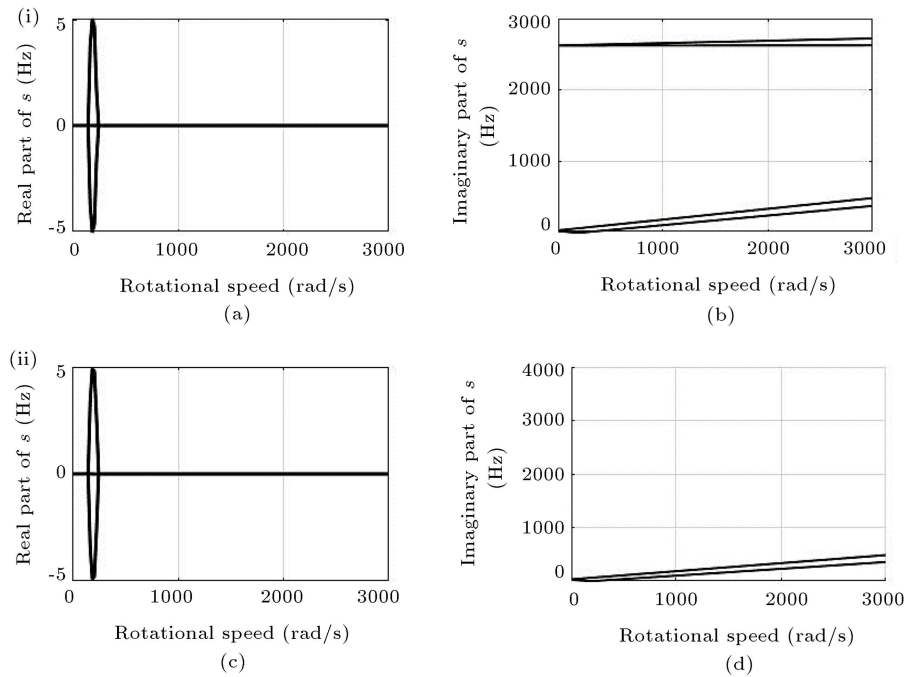 (i)
Real part of s (Hz)
5
0
-5
0 1000 2000 3000
Rotational speed (rad/s)
(a)
Imaginary part of s
(Hz)
3000
2000
1000
0
0 1000 2000 3000
Rotational speed (rad/s)
(b)
(ii)
Real part of s (Hz)
5
0
-5
0 1000 2000 3000
Rotational speed (rad/s)
(c)
Imaginary part of s
(Hz)
4000
3000
2000
1000
0
0 1000 2000 3000
Rotational speed (rad/s)
(d)